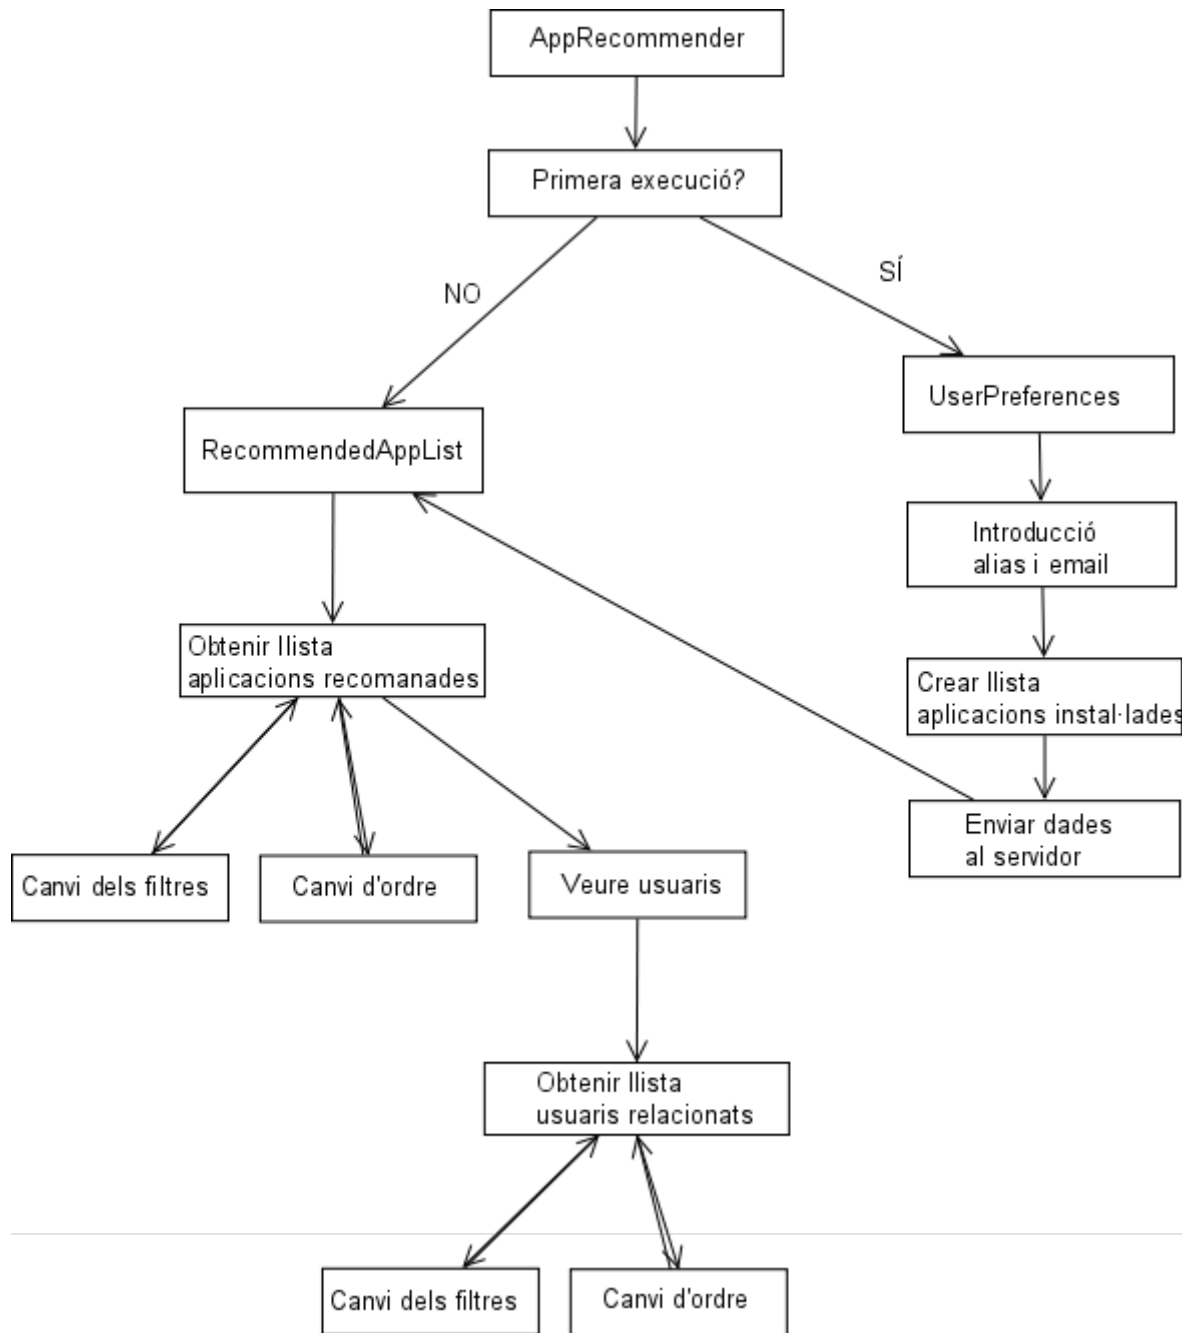 AppRecommender
Primera execució?
NO
SÍ
UserPreferences
RecommendedAppList
Introducció
alias i email
Obtenir llista
aplicacions recomanades
Crear llista
aplicacions instal·lades
Enviar dades
al servidor
Canvi dels filtres
Canvi d'ordre
Veure usuaris
Obtenir llista
usuaris relacionats
Canvi dels filtres
Canvi d'ordre